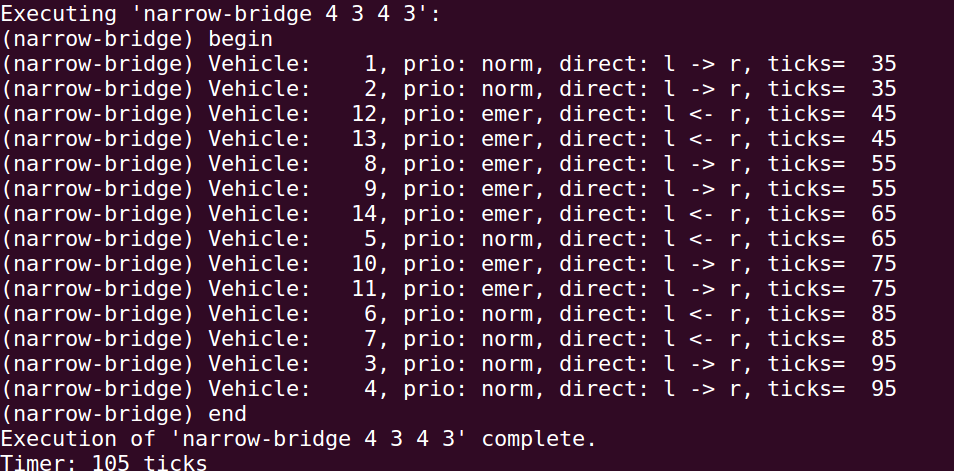 Executing 'narrow-bridge 4 3 4 3':
(narrow-bridge) begin
(narrow-bridge) Vehicle:    1, prio: norm, direct: l -> r, ticks=  35
(narrow-bridge) Vehicle:    2, prio: norm, direct: l -> r, ticks=  35
(narrow-bridge) Vehicle:   12, prio: emer, direct: l <- r, ticks=  45
(narrow-bridge) Vehicle:   13, prio: emer, direct: l <- r, ticks=  45
(narrow-bridge) Vehicle:    8, prio: emer, direct: l -> r, ticks=  55
(narrow-bridge) Vehicle:    9, prio: emer, direct: l -> r, ticks=  55
(narrow-bridge) Vehicle:   14, prio: emer, direct: l <- r, ticks=  65
(narrow-bridge) Vehicle:    5, prio: norm, direct: l <- r, ticks=  65
(narrow-bridge) Vehicle:   10, prio: emer, direct: l -> r, ticks=  75
(narrow-bridge) Vehicle:   11, prio: emer, direct: l -> r, ticks=  75
(narrow-bridge) Vehicle:    6, prio: norm, direct: l <- r, ticks=  85
(narrow-bridge) Vehicle:    7, prio: norm, direct: l <- r, ticks=  85
(narrow-bridge) Vehicle:    3, prio: norm, direct: l -> r, ticks=  95
(narrow-bridge) Vehicle:    4, prio: norm, direct: l -> r, ticks=  95
(narrow-bridge) end
Execution of 'narrow-bridge 4 3 4 3' complete.
Timer: 105 ticks